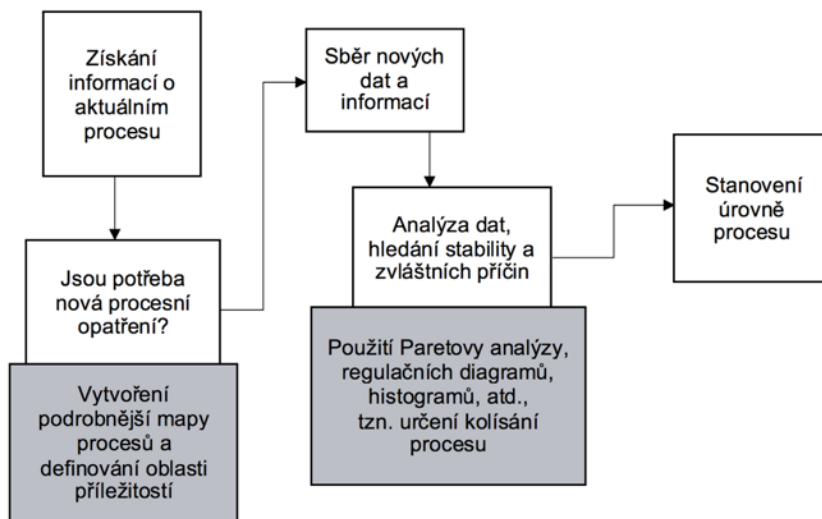 Získání
informací o
aktuálním
procesu
Jsou potřeba
nová procesní
opatření?
Vytvoření
podrobnější mapy
procesů a
definování oblasti
příležitostí
Sběr nových
dat a
informací
Analýza dat,
hledání stability a
zvláštních příčin
Použití Paretovy analýzy,
regulačních diagramů,
histogramů, atd.,
tzn. určení kolísání
procesu
Stanovení
úrovně
procesu